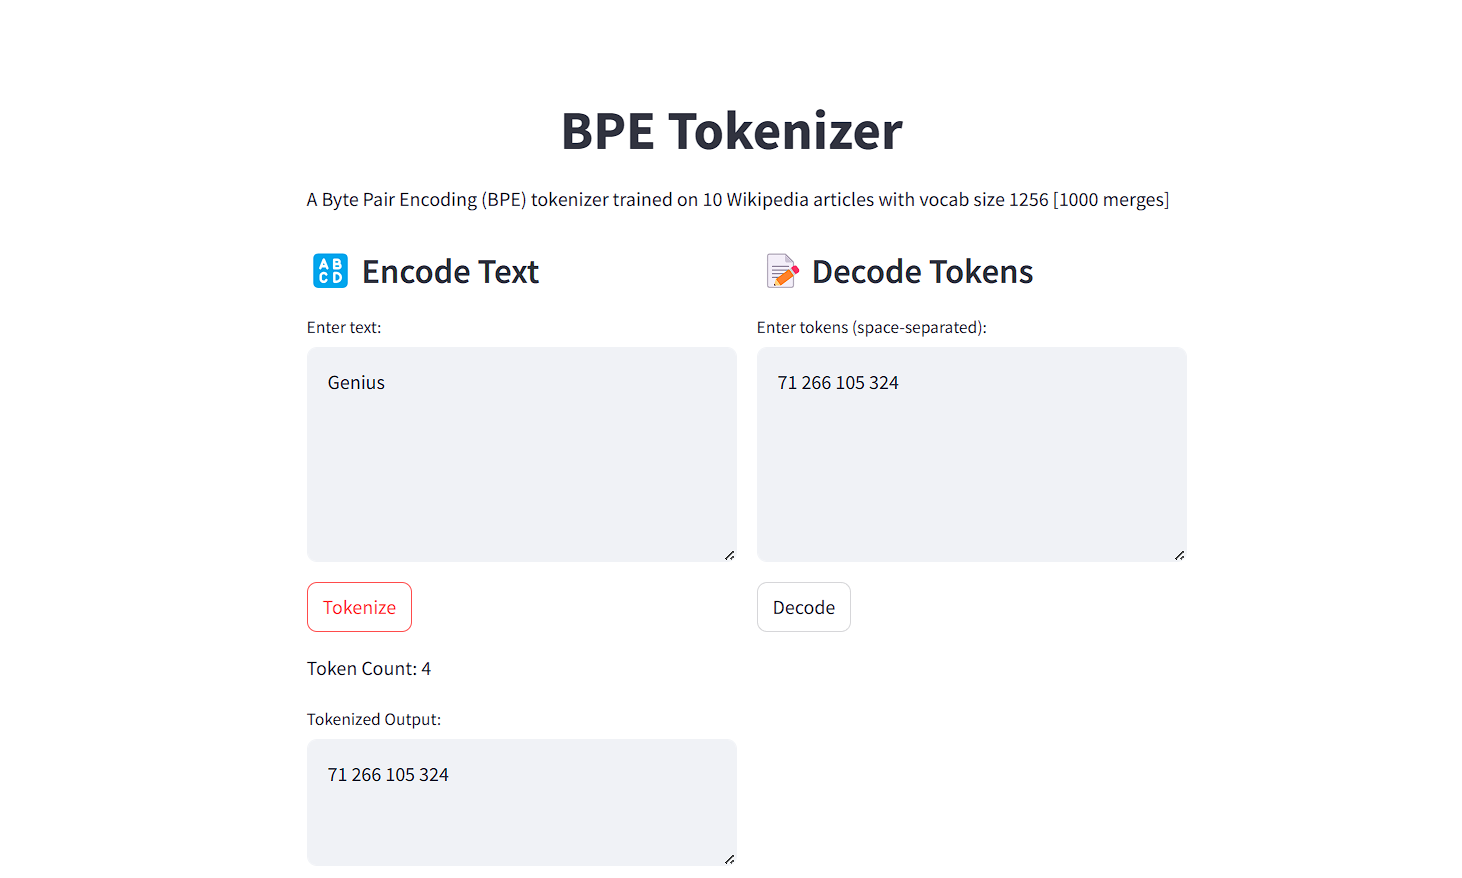 BPE Tokenizer
A Byte Pair Encoding (BPE) tokenizer trained on 10 Wikipedia articles with vocab size 1256 [1000 merges]
🔠 Encode Text
Enter text:
Genius
Tokenize
Token Count: 4
Tokenized Output:
71 266 105 324
📝 Decode Tokens
Enter tokens (space-separated):
71 266 105 324
Decode